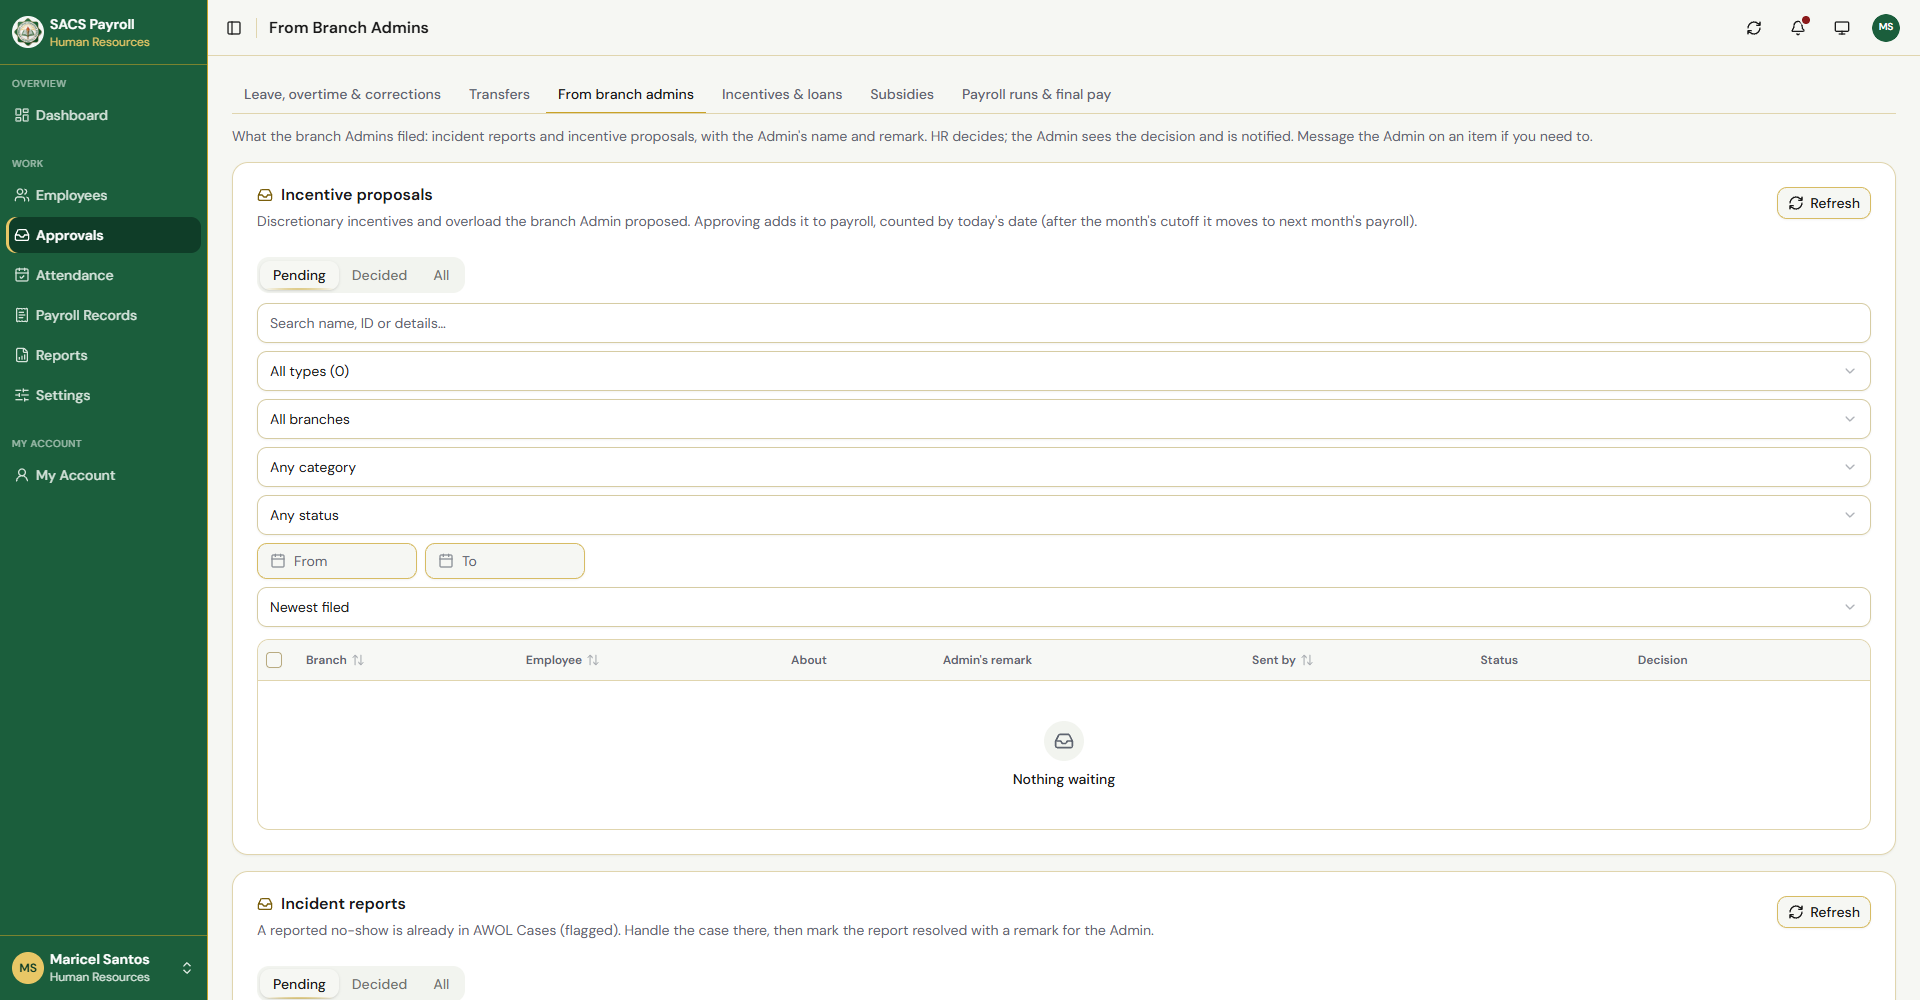 SACS Payroll
Human Resources
OVERVIEW
Dashboard
WORK
Employees
Approvals
Attendance
Payroll Records
Reports
Settings
MY ACCOUNT
My Account
MS
Maricel Santos
Human Resources
From Branch Admins
MS
Leave, overtime & corrections
Transfers
From branch admins
Incentives & loans
Subsidies
Payroll runs & final pay
What the branch Admins filed: incident reports and incentive proposals, with the Admin's name and remark. HR decides; the Admin sees the decision and is notified. Message the Admin on an item if you need to.
Incentive proposals
Refresh
Discretionary incentives and overload the branch Admin proposed. Approving adds it to payroll, counted by today's date (after the month's cutoff it moves to next month's payroll).
Pending
Decided
All
Search name, ID or details...
All types (0)
All branches
Any category
Any status
From
To
Newest filed
Branch
Employee
About
Admin's remark
Sent by
Status
Decision
Nothing waiting
Incident reports
Refresh
A reported no-show is already in AWOL Cases (flagged). Handle the case there, then mark the report resolved with a remark for the Admin.
Pending
Decided
All